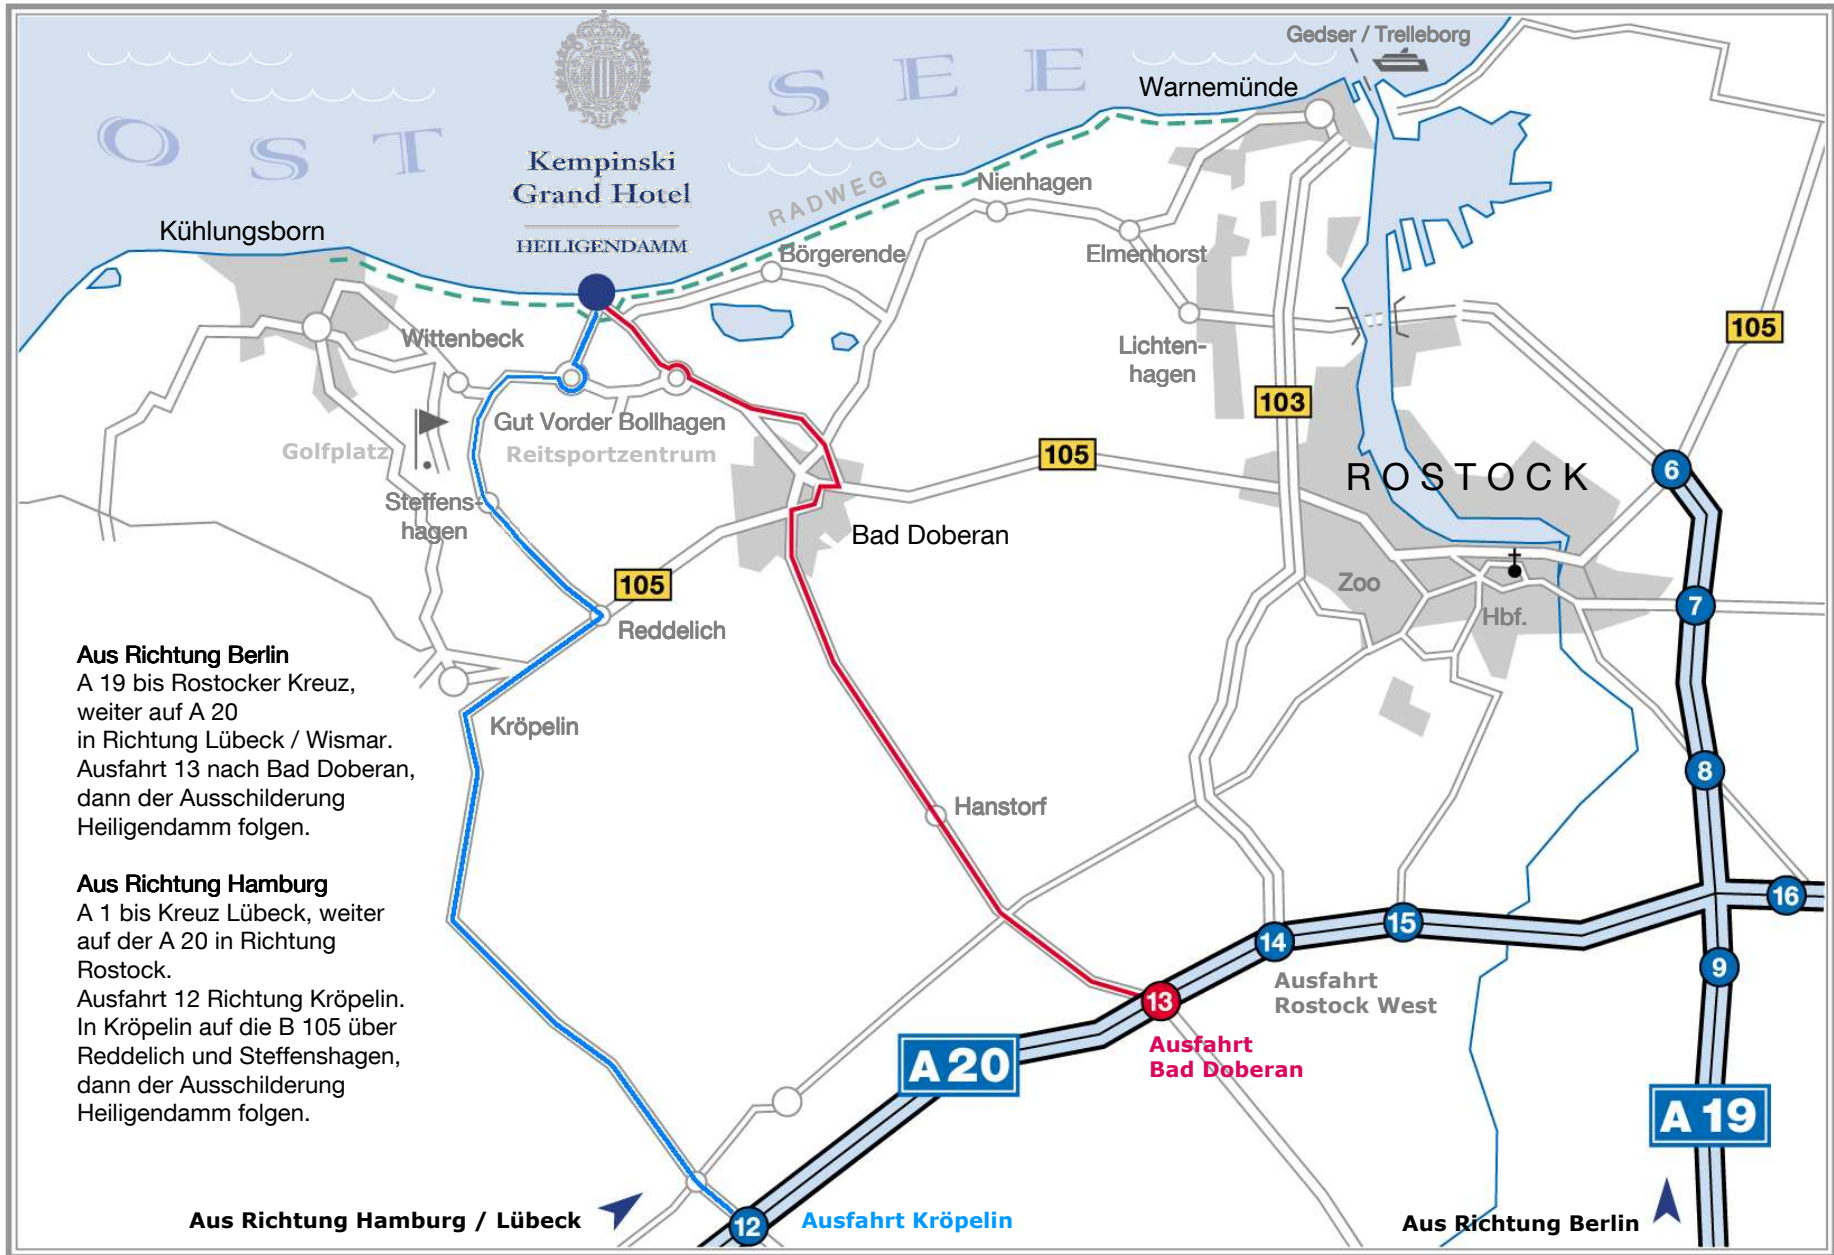 Gedser / Trelleborg
OST SEE
Warnemünde
Kempinski
Grand Hotel
HEILIGENDAMM
RADWEG
Nienhagen
Kühlungsborn
Börgerende
Elmenhorst
Wittenbeck
105
Lichten-
hagen
103
Gut Vorder Bollhagen
Reitsportzentrum
Golfplatz
105
ROSTOCK
6
Steffens-
hagen
Bad Doberan
105
Zoo
7
Hbf.
Reddelich
Kröpelin
8
Hanstorf
16
15
14
9
Ausfahrt
Rostock West
13
Ausfahrt
Bad Doberan
A 20
A 19
Aus Richtung Berlin
A 19 bis Rostocker Kreuz,
weiter auf A 20
in Richtung Lübeck / Wismar.
Ausfahrt 13 nach Bad Doberan,
dann der Ausschilderung
Heiligendamm folgen.
Aus Richtung Hamburg
A 1 bis Kreuz Lübeck, weiter
auf der A 20 in Richtung
Rostock.
Ausfahrt 12 Richtung Kröpelin.
In Kröpelin auf die B 105 über
Reddelich und Steffenshagen,
dann der Ausschilderung
Heiligendamm folgen.
Aus Richtung Hamburg / Lübeck
12
Ausfahrt Kröpelin
Aus Richtung Berlin